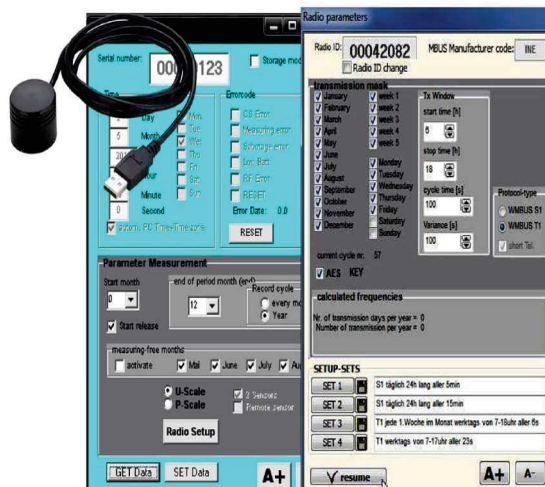 Serial number:
123
Storage mod
Time
Day
Month
Hour
Minute
Second
Mon
Tue
Wed
Thu
Fri
Sat
Sun
5
0
Errorcode
CS Error
Measuring error
Sabotage error
Low Batt
RF Error
RESET
Error Date: 0.0
RESET
Parameter Measurement
Start month
0
Start release
end of period month (end)
12
Record cycle
every mo
Year
measuring-free months
activate
Mai
June
July
Au
U-Scale
P-Scale
2 Sensors
Remote sensor
Radio Setup
GET Data
SET Data
A+
Radio parameters
Radio ID:
00042082
MBUS Manufacturer code:
INE
Radio ID change
transmission mask
January
February
March
April
May
June
July
August
September
October
November
December
week 1
week 2
week 3
week 4
week 5
Monday
Tuesday
Wednesday
Thursday
Friday
Saturday
Sunday
Tx Window
start time [h]
6
stop time [h]
18
cycle time [s]
100
Variance [s]
100
Protocol-type
WMBUS S1
WMBUS T1
short Tel.
current cycle nr: 57
AES KEY
calculated frequencies
Nr. of transmission days per year = 0
Number of transmission per year = 0
SETUP-SETS
SET 1 S1 täglich 24h lang aller 5min
SET 2 S1 täglich 24h lang aller 15min
SET 3 T1 jede 1.Woche im Monat werktags von 7-18uhr aller 6s
SET 4 T1 werktags von 7-17uhr aller 23s
resume
A+
A-